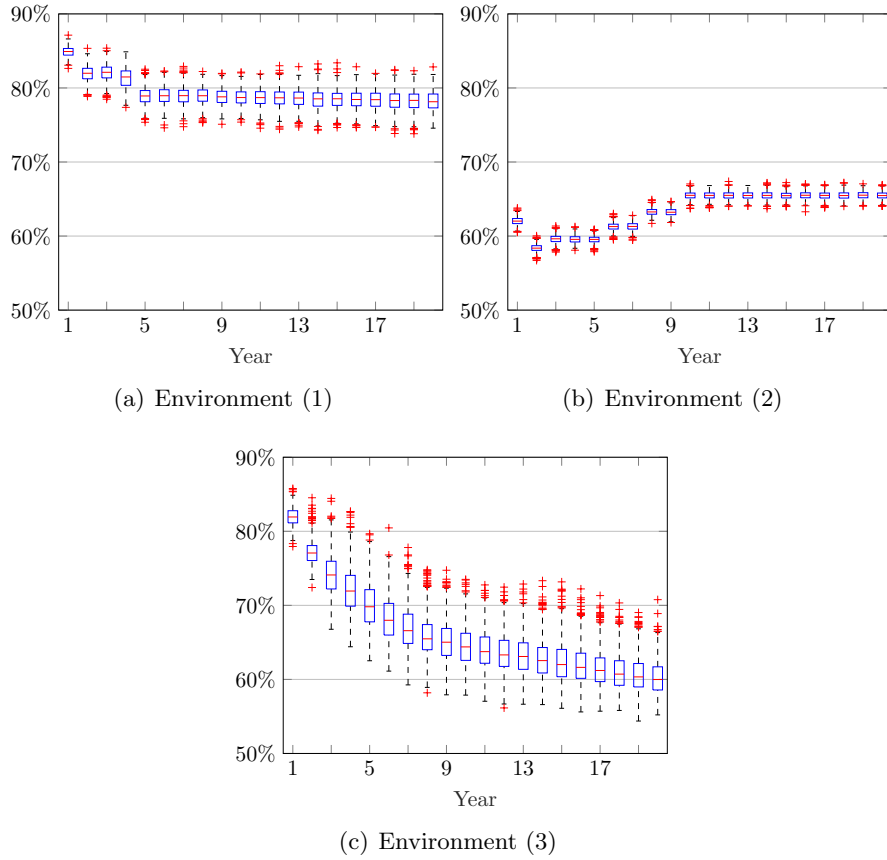 90%
80%
70%
60%
50%
1 5 9 13 17
Year
(a) Environment (1)
90%
80%
70%
60%
50%
1 5 9 13 17
Year
(b) Environment (2)
90%
80%
70%
60%
50%
1 5 9 13 17
Year
(c) Environment (3)